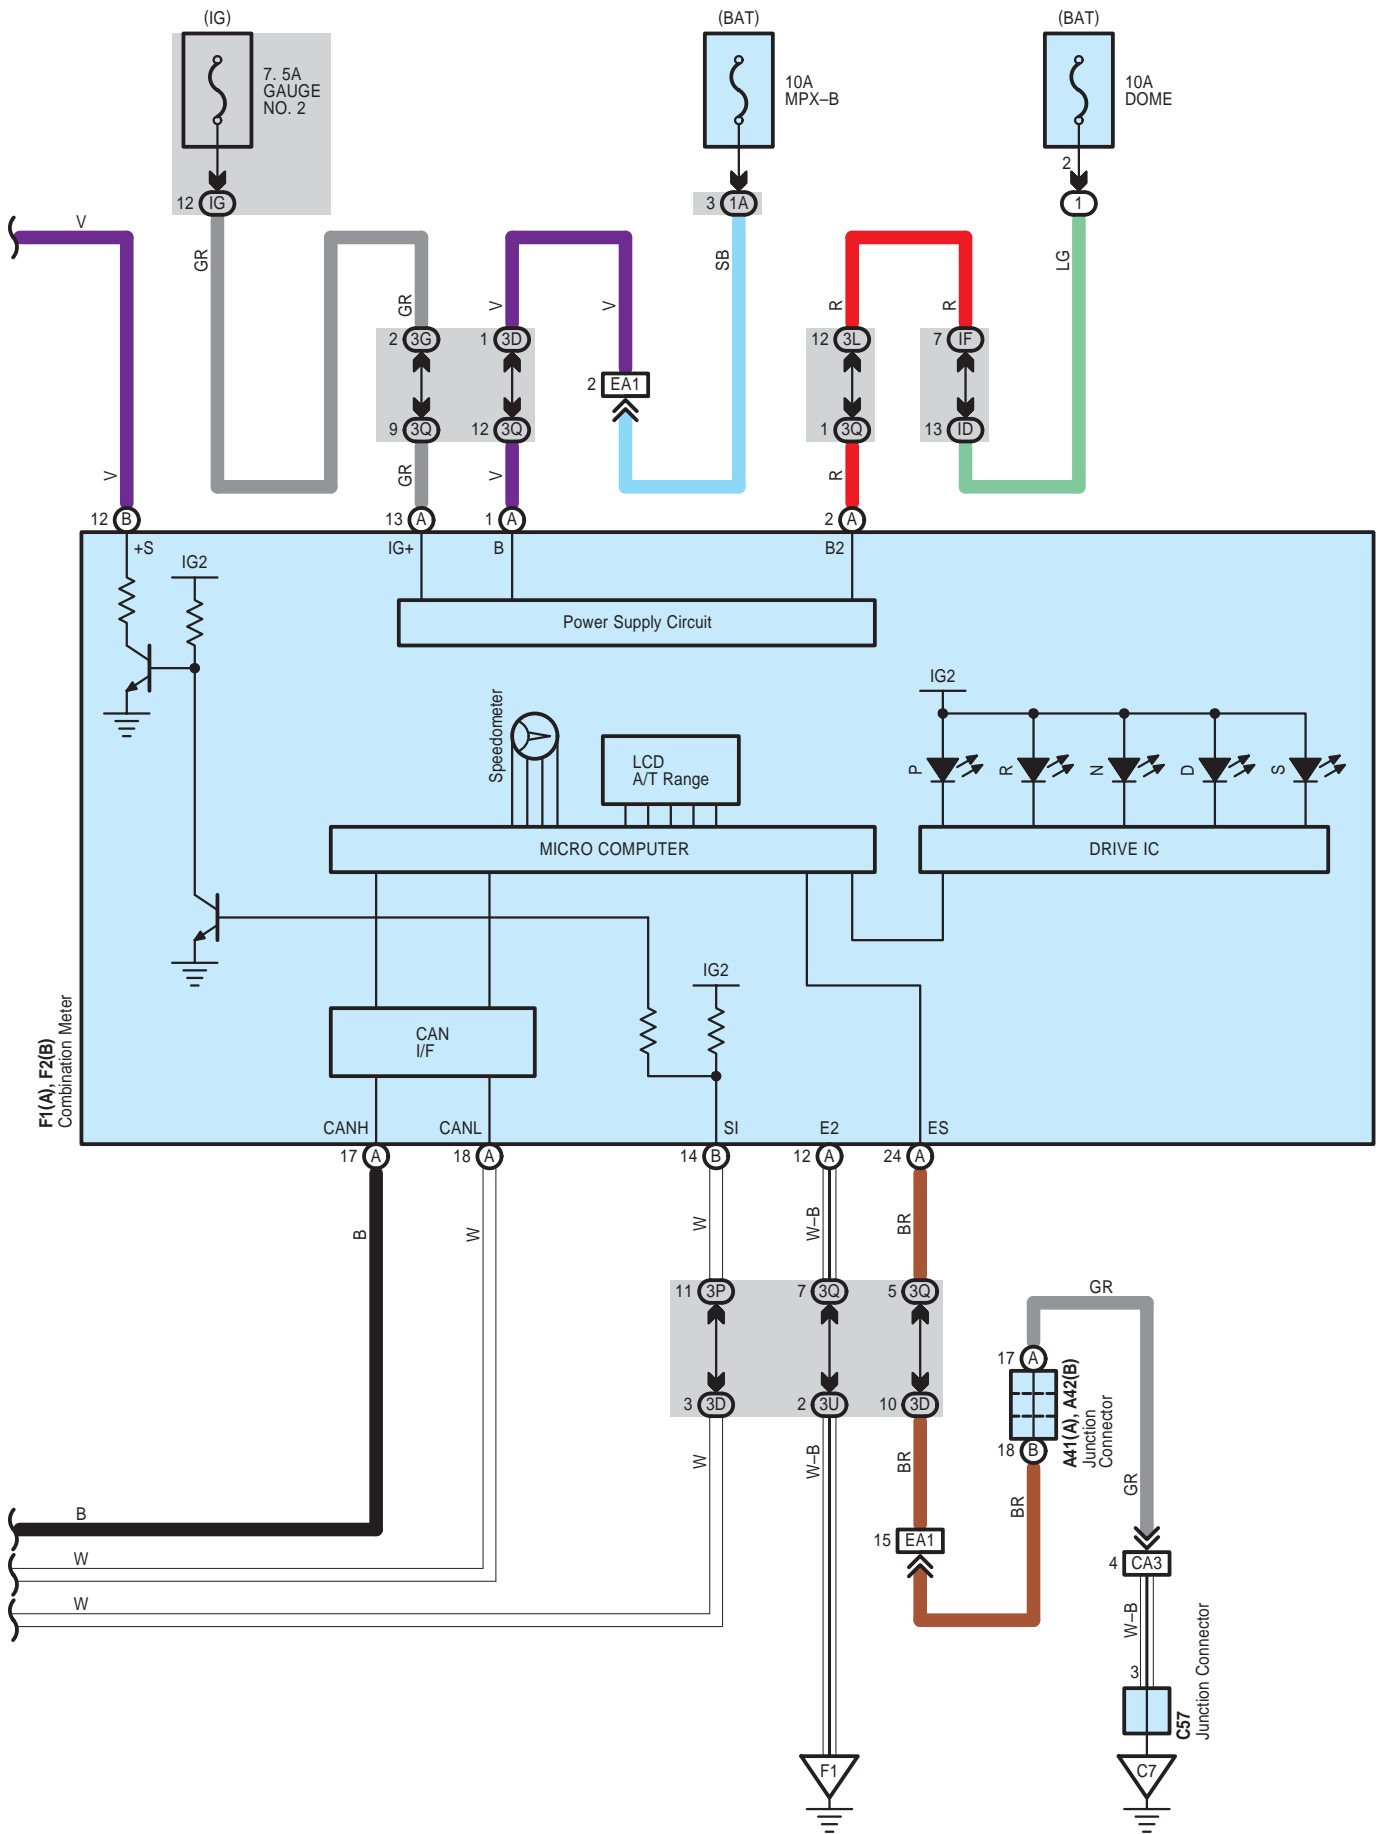 (IG)
(BAT)
(BAT)
7. 5A
GAUGE
NO. 2
10A
MPX–B
10A
DOME
2
12 IG
3 1A
1
V
GR
SB
LG
GR
V
V
R
R
2 3G
1 3D
12 3L
7 IF
2 EA1
9 3Q
12 3Q
1 3Q
13 ID
V
GR
V
R
12 B
13 A
1 A
2 A
+S
IG+
B
B2
IG2
Power Supply Circuit
IG2
Speedometer
LCD
A/T Range
P
R
N
D
S
MICRO COMPUTER
DRIVE IC
IG2
CAN
I/F
F1(A), F2(B)
Combination Meter
CANH
CANL
SI
E2
ES
17 A
18 A
14 B
12 A
24 A
B
W
W
W–B
BR
11 3P
7 3Q
5 3Q
GR
17 A
A41(A), A42(B)
Junction
Connector
18 B
3 3D
2 3U
10 3D
W
W–B
BR
BR
GR
B
15 EA1
4 CA3
W
W
W–B
3
C57
Junction Connector
F1
C7